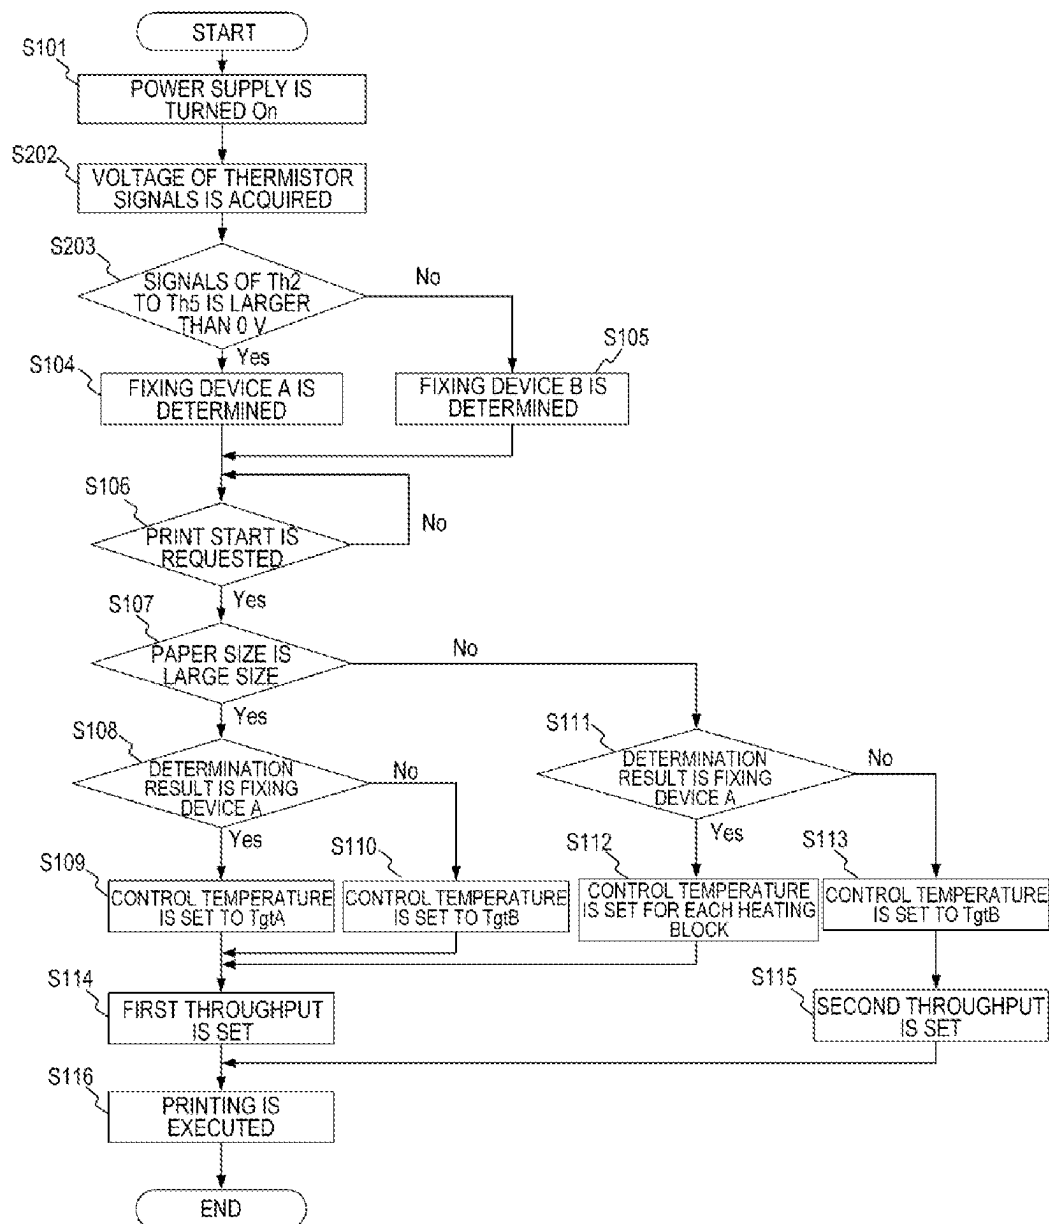 START
S101
POWER SUPPLY IS
TURNED On
S202
VOLTAGE OF THERMISTOR
SIGNALS IS ACQUIRED
S203
SIGNALS OF Th2
TO Th5 IS LARGER
THAN 0 V
No
Yes
S104
FIXING DEVICE A IS
DETERMINED
S105
FIXING DEVICE B IS
DETERMINED
S106
PRINT START IS
REQUESTED
No
Yes
S107
PAPER SIZE IS
LARGE SIZE
No
Yes
S108
DETERMINATION
RESULT IS FIXING
DEVICE A
No
Yes
S111
DETERMINATION
RESULT IS FIXING
DEVICE A
No
Yes
S109
CONTROL TEMPERATURE
IS SET TO TgtA
S110
CONTROL TEMPERATURE
IS SET TO TgtB
S112
CONTROL TEMPERATURE
IS SET FOR EACH HEATING
BLOCK
S113
CONTROL TEMPERATURE
IS SET TO TgtB
S114
FIRST THROUGHPUT
IS SET
S115
SECOND THROUGHPUT
IS SET
S116
PRINTING IS
EXECUTED
END